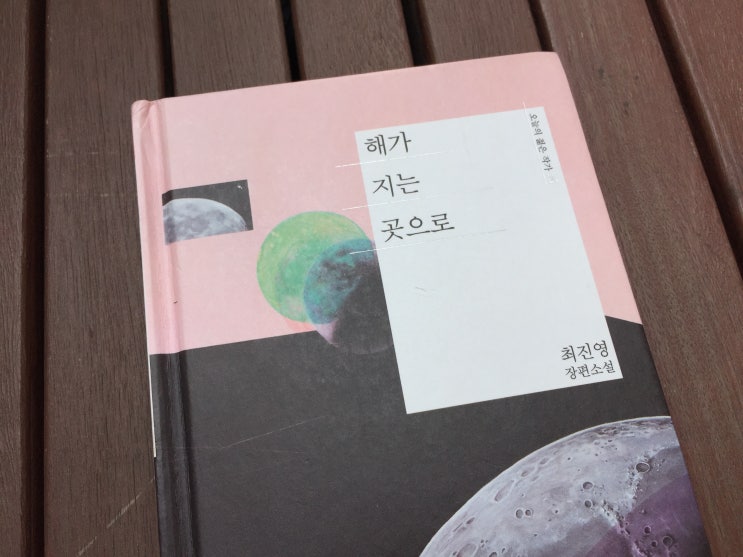 오늘의 젊은 작가
해가
지는
곳으로
최진영
장편소설